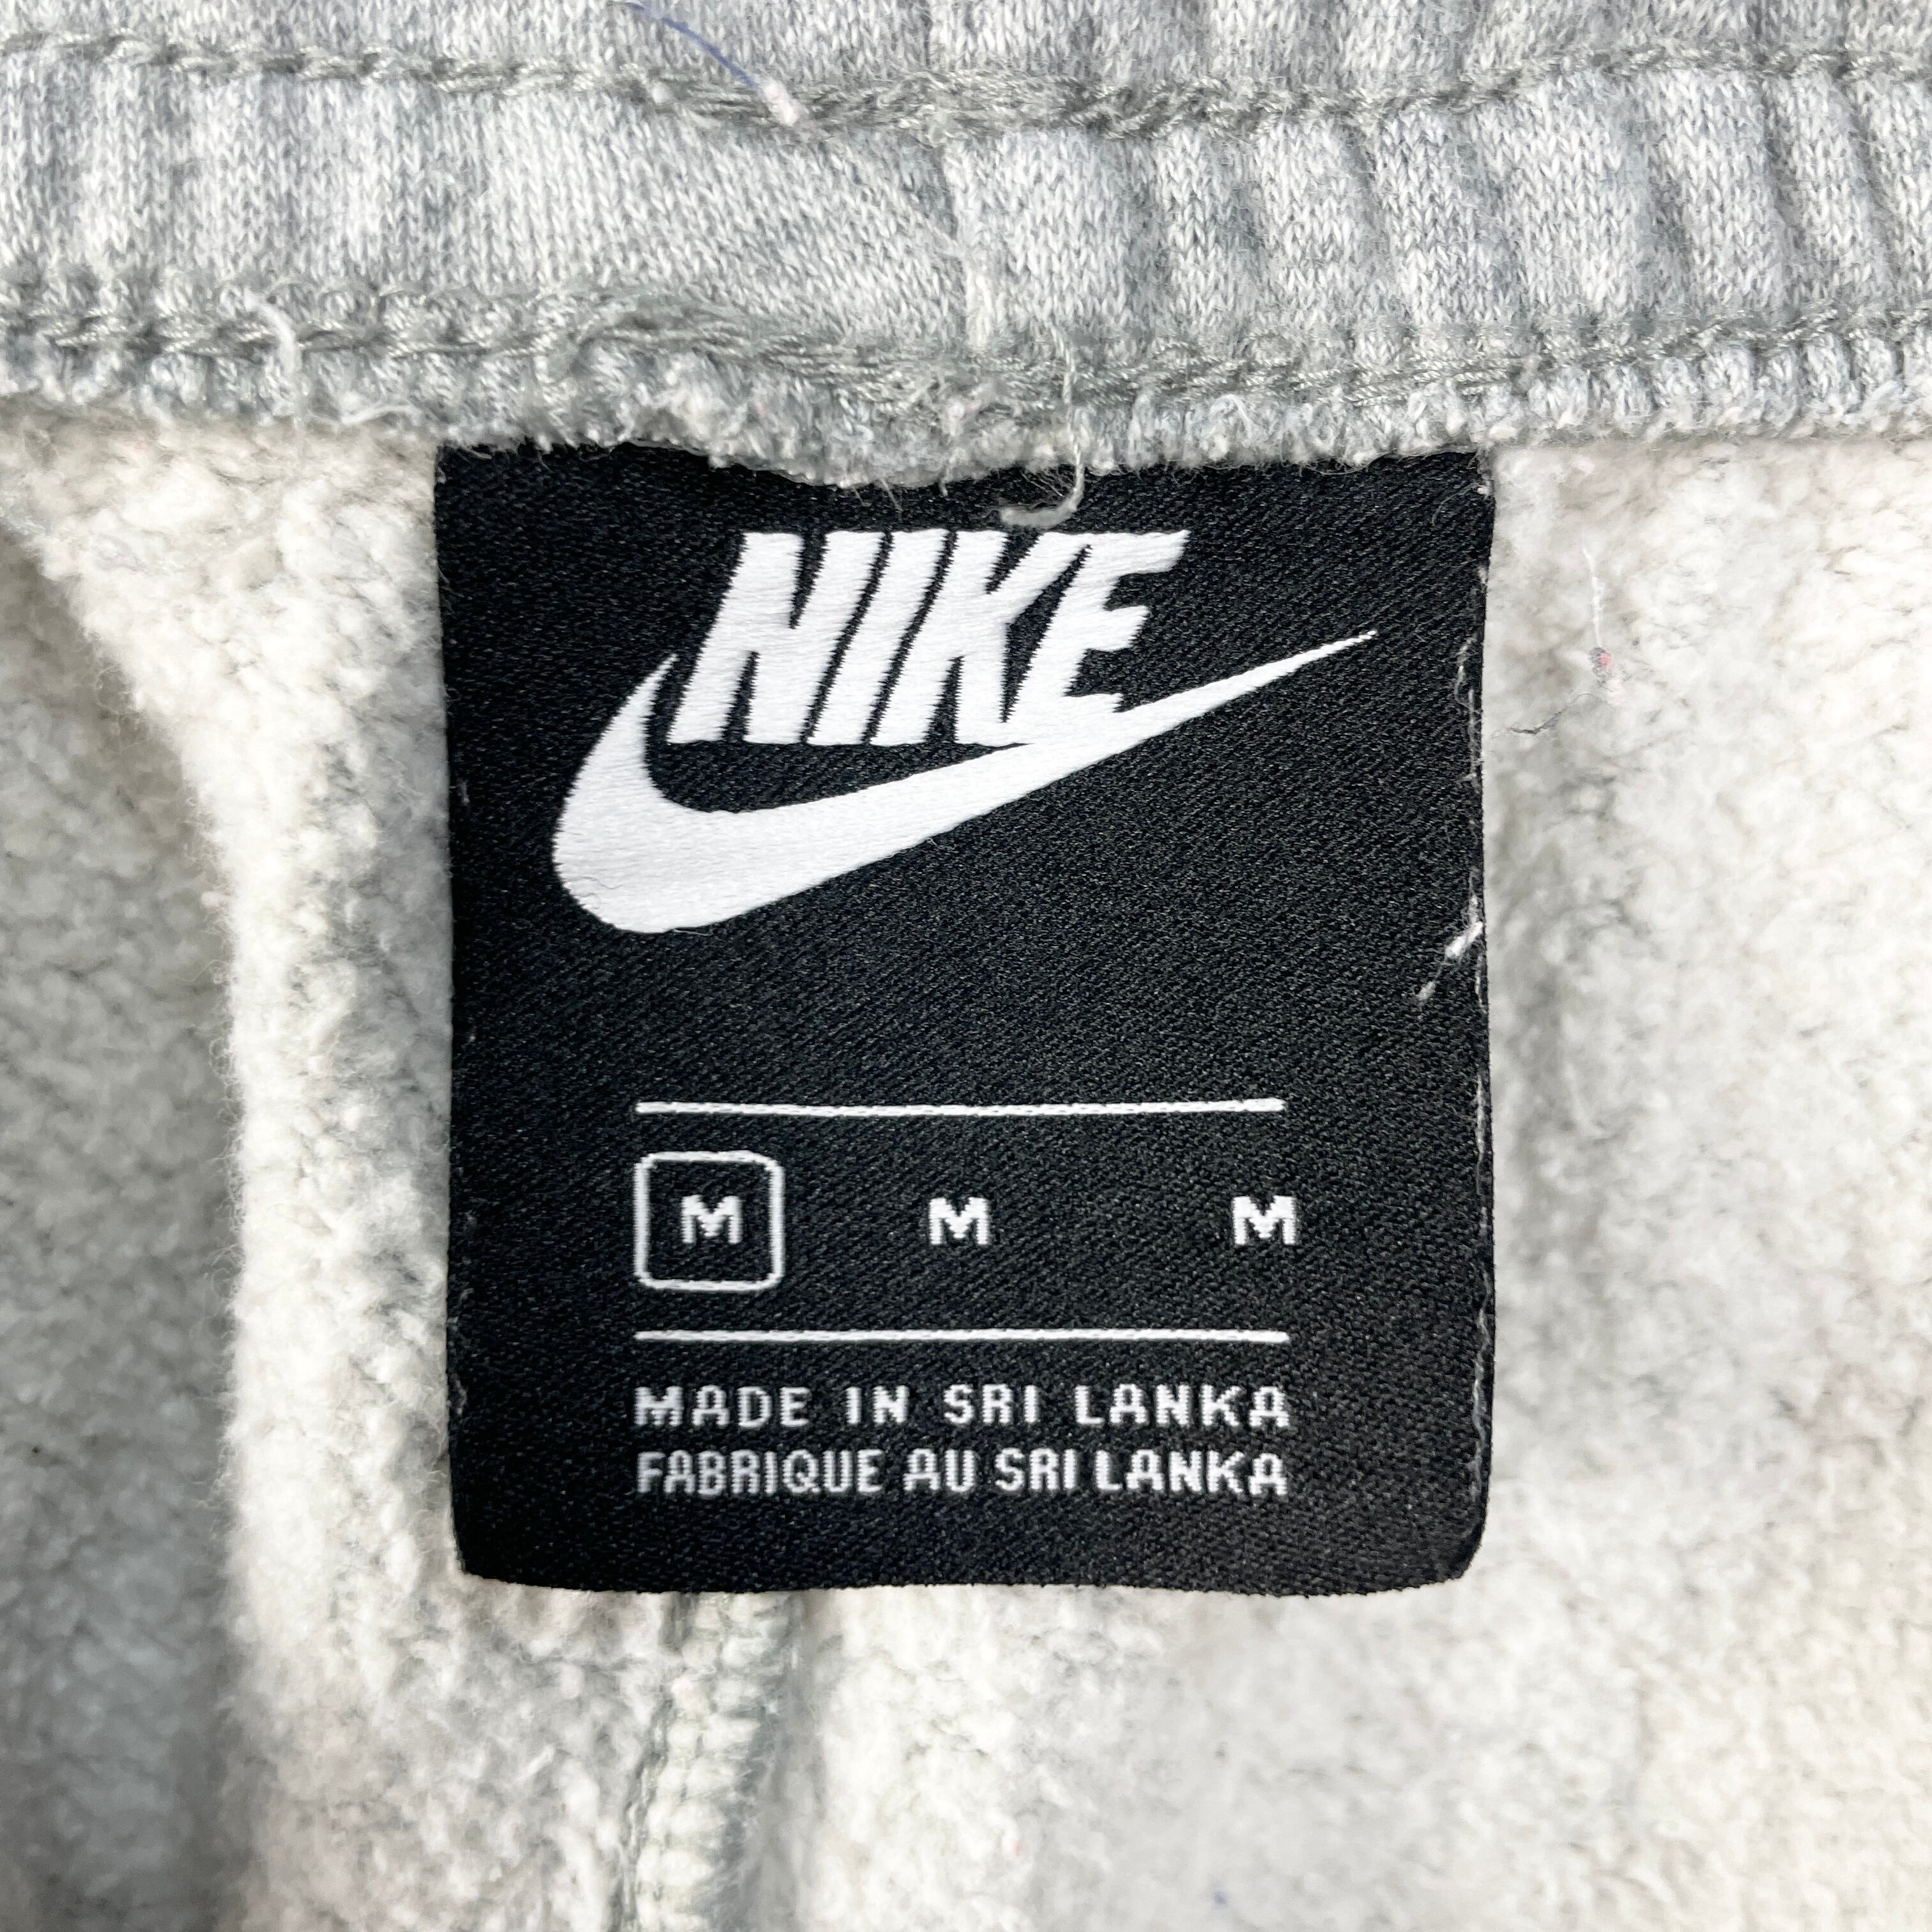 NIKE
M M M
MADE IN SRI LANKA
FABRIQUE AU SRI LANKA